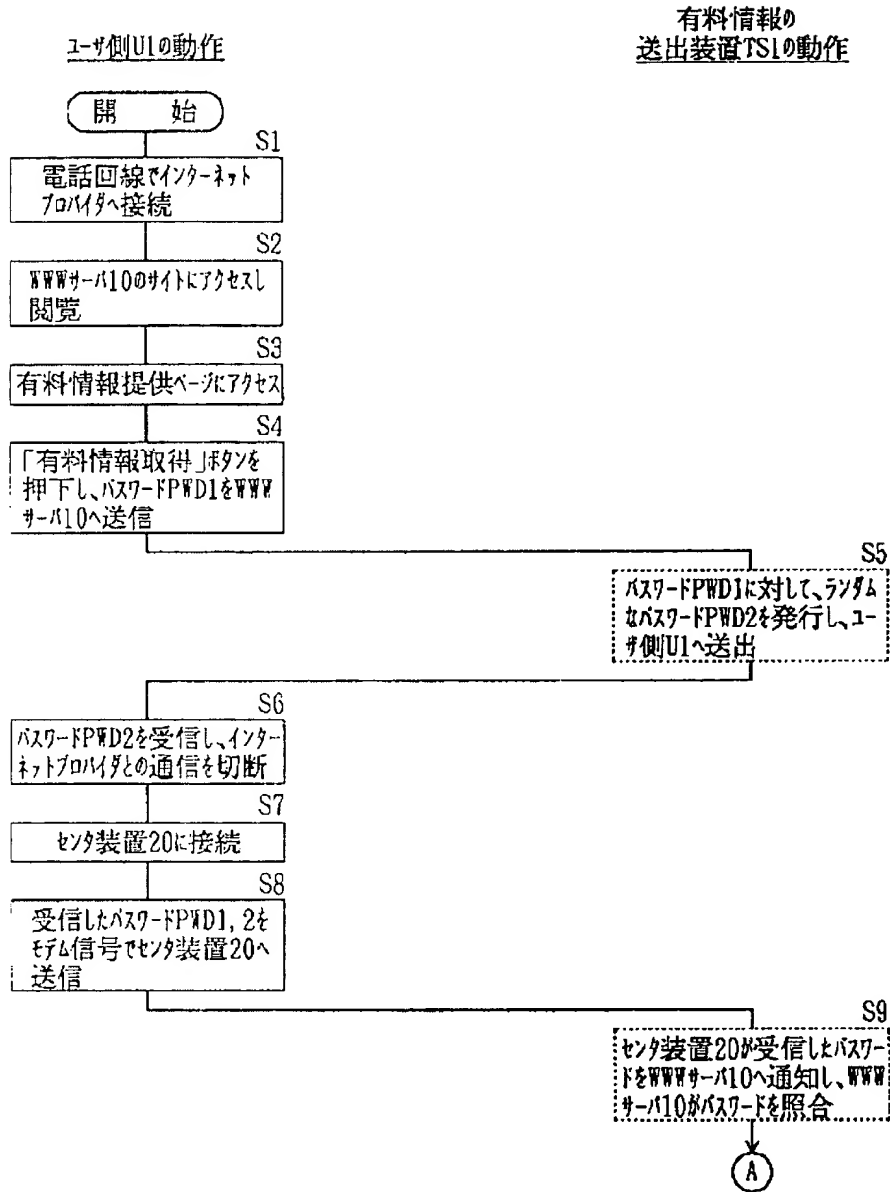 ユーザ側U1の動作
有料情報の
送出装置TS1の動作
開　始
S1
電話回線でインターネット
プロバイダへ接続
S2
WWWサーバ10のサイトにアクセスし
閲覧
S3
有料情報提供ページにアクセス
S4
「有料情報取得」ボタンを
押下し、パスワードPWD1をWWW
サーバ10へ送信
S5
パスワードPWD1に対して、ランダム
なパスワードPWD2を発行し、ユー
ザ側U1へ送出
S6
パスワードPWD2を受信し、インター
ネットプロバイダとの通信を切断
S7
センタ装置20に接続
S8
受信したパスワードPWD1,2を
モデム信号でセンタ装置20へ
送信
S9
センタ装置20が受信したパスワー
ドをWWWサーバ10へ通知し、WWW
サーバ10がパスワードを照合
A